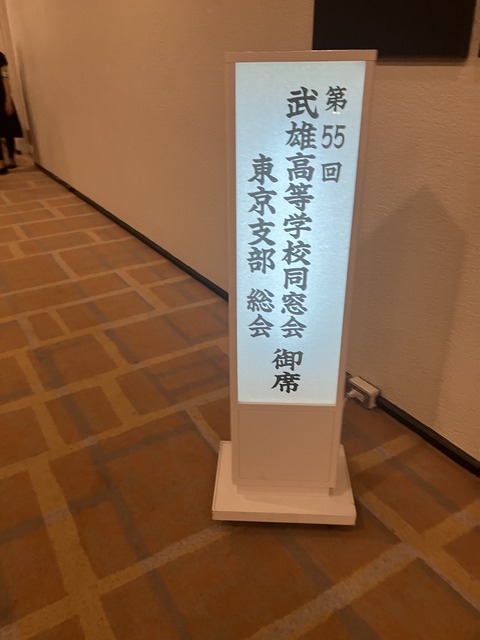 第55回
武雄高等学校同窓会
東京支部 総会
御席